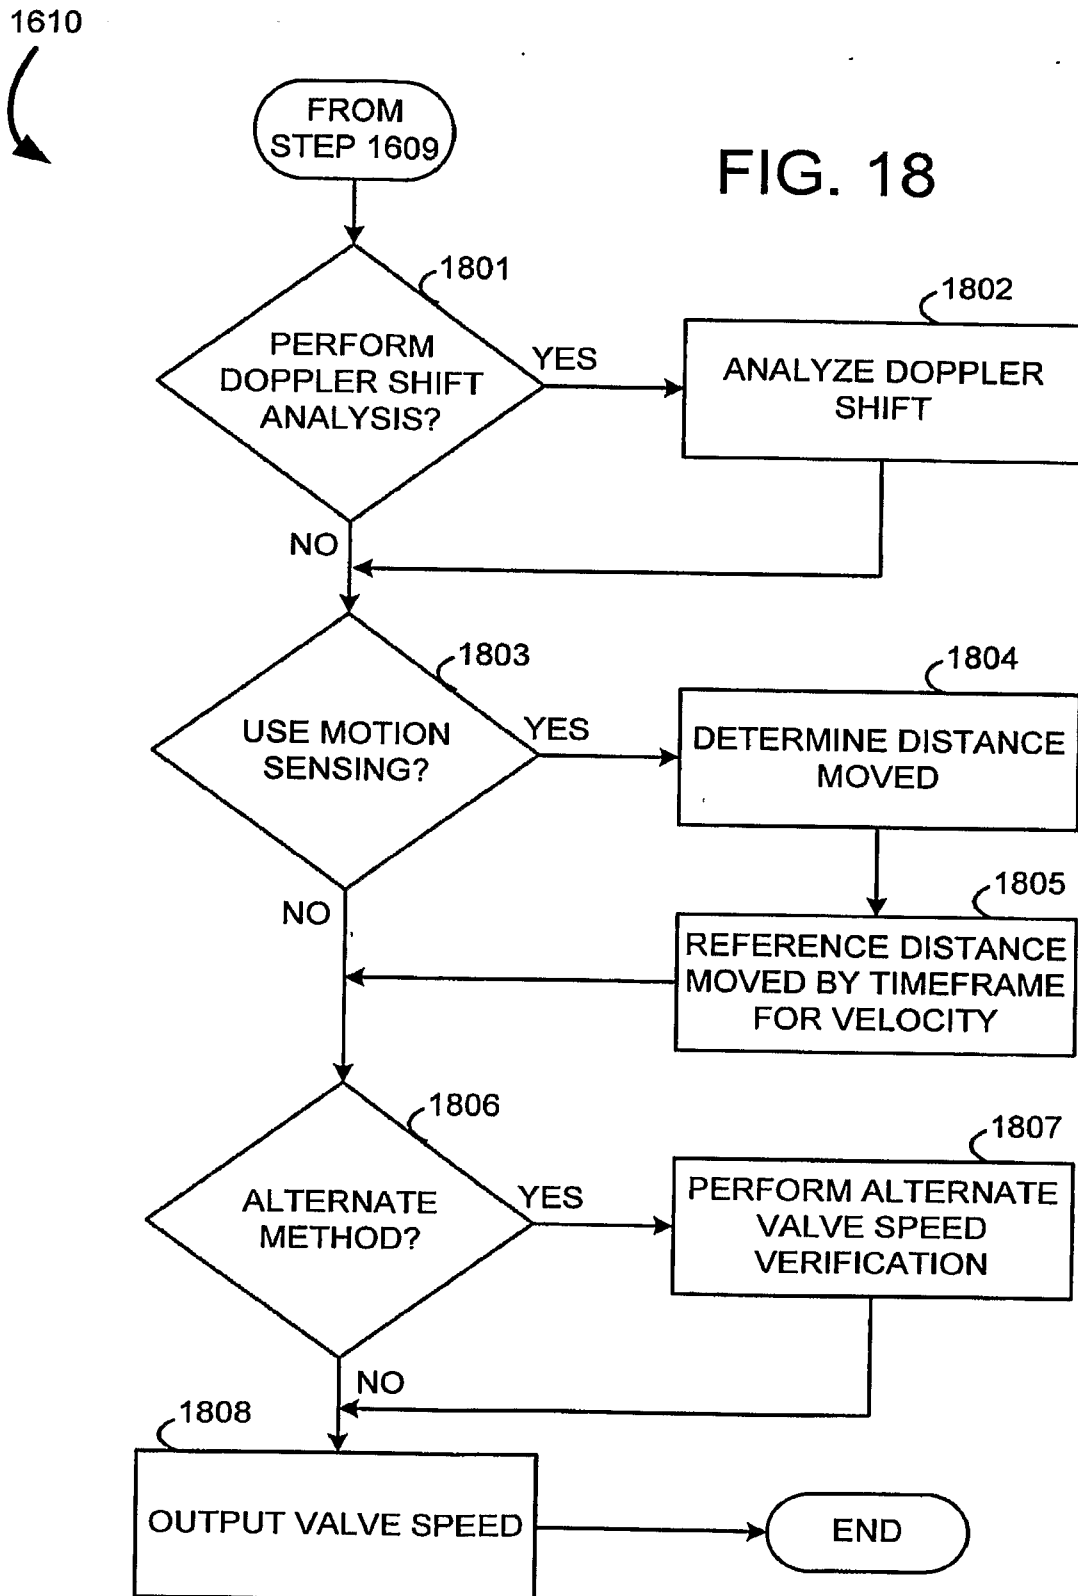 1610
FROM
STEP 1609
FIG. 18
1801
PERFORM
DOPPLER SHIFT
ANALYSIS?
YES
1802
ANALYZE DOPPLER
SHIFT
NO
1803
USE MOTION
SENSING?
YES
1804
DETERMINE DISTANCE
MOVED
NO
1805
REFERENCE DISTANCE
MOVED BY TIMEFRAME
FOR VELOCITY
1806
ALTERNATE
METHOD?
YES
1807
PERFORM ALTERNATE
VALVE SPEED
VERIFICATION
NO
1808
OUTPUT VALVE SPEED
END